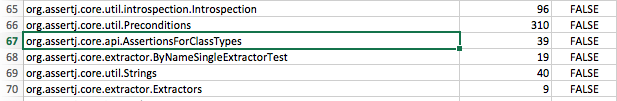 65 org.assertj.core.util.introspection.Introspection 96 FALSE
66 org.assertj.core.util.Preconditions 310 FALSE
67 org.assertj.core.api.AssertionsForClassTypes 39 FALSE
68 org.assertj.core.extractor.ByNameSingleExtractorTest 19 FALSE
69 org.assertj.core.util.Strings 40 FALSE
70 org.assertj.core.extractor.Extractors 9 FALSE